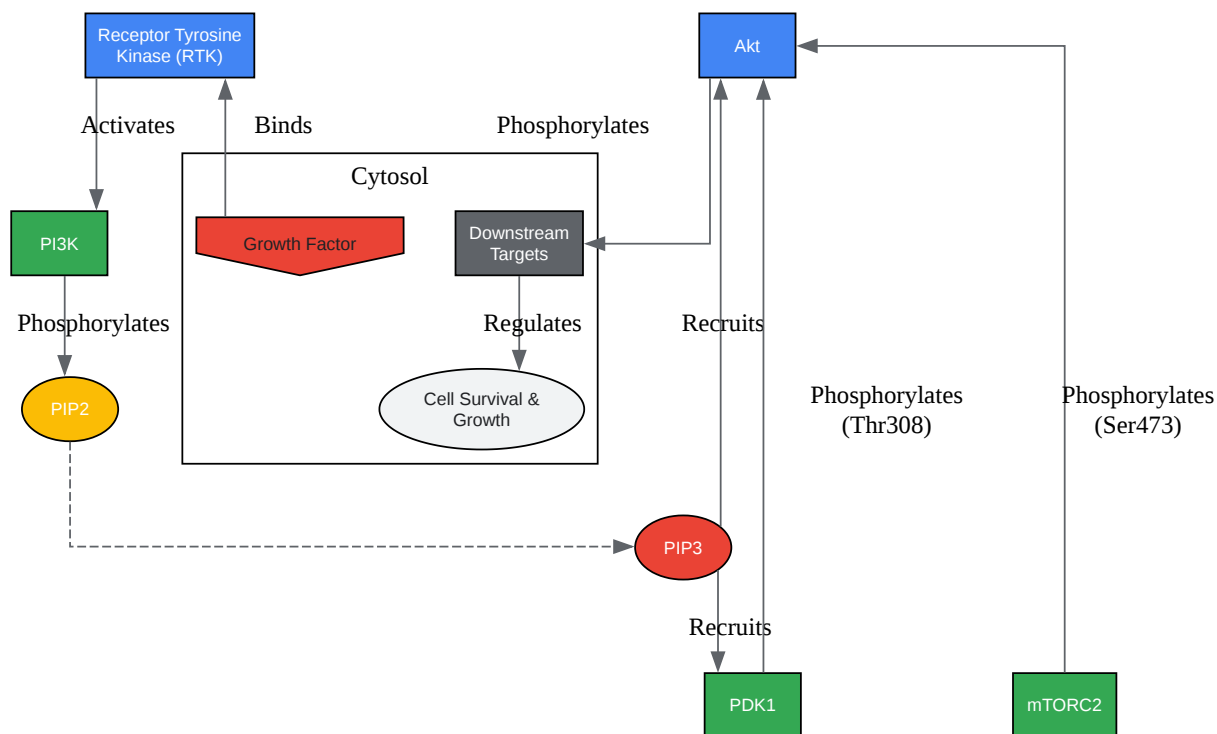 Receptor Tyrosine
Kinase (RTK)
Akt
Activates
Binds
Phosphorylates
Cytosol
PI3K
Growth Factor
Downstream
Targets
Phosphorylates
Regulates
Recruits
PIP2
Cell Survival &
Growth
Phosphorylates
(Thr308)
Phosphorylates
(Ser473)
PIP3
Recruits
PDK1
mTORC2